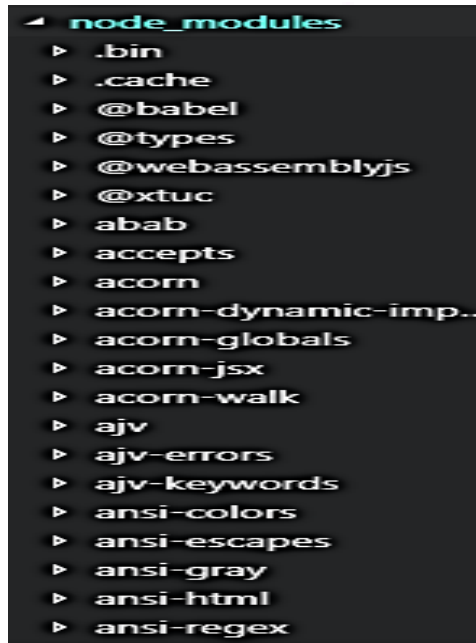 node_modules
.bin
.cache
@babel
@types
@webassemblyjs
@xtuc
abab
accepts
acorn
acorn-dynamic-imp...
acorn-globals
acorn-jsx
acorn-walk
ajv
ajv-errors
ajv-keywords
ansi-colors
ansi-escapes
ansi-gray
ansi-html
ansi-regex